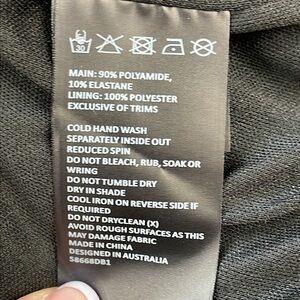 30
MAIN: 90% POLYAMIDE,
10% ELASTANE
LINING: 100% POLYESTER
EXCLUSIVE OF TRIMS
COLD HAND WASH
SEPARATELY INSIDE OUT
REDUCED SPIN
DO NOT BLEACH, RUB, SOAK OR
WRING
DO NOT TUMBLE DRY
DRY IN SHADE
COOL IRON ON REVERSE SIDE IF
REQUIRED
DO NOT DRYCLEAN (X)
AVOID ROUGH SURFACES AS THIS
MAY DAMAGE FABRIC
MADE IN CHINA
DESIGNED IN AUSTRALIA
58668DB1